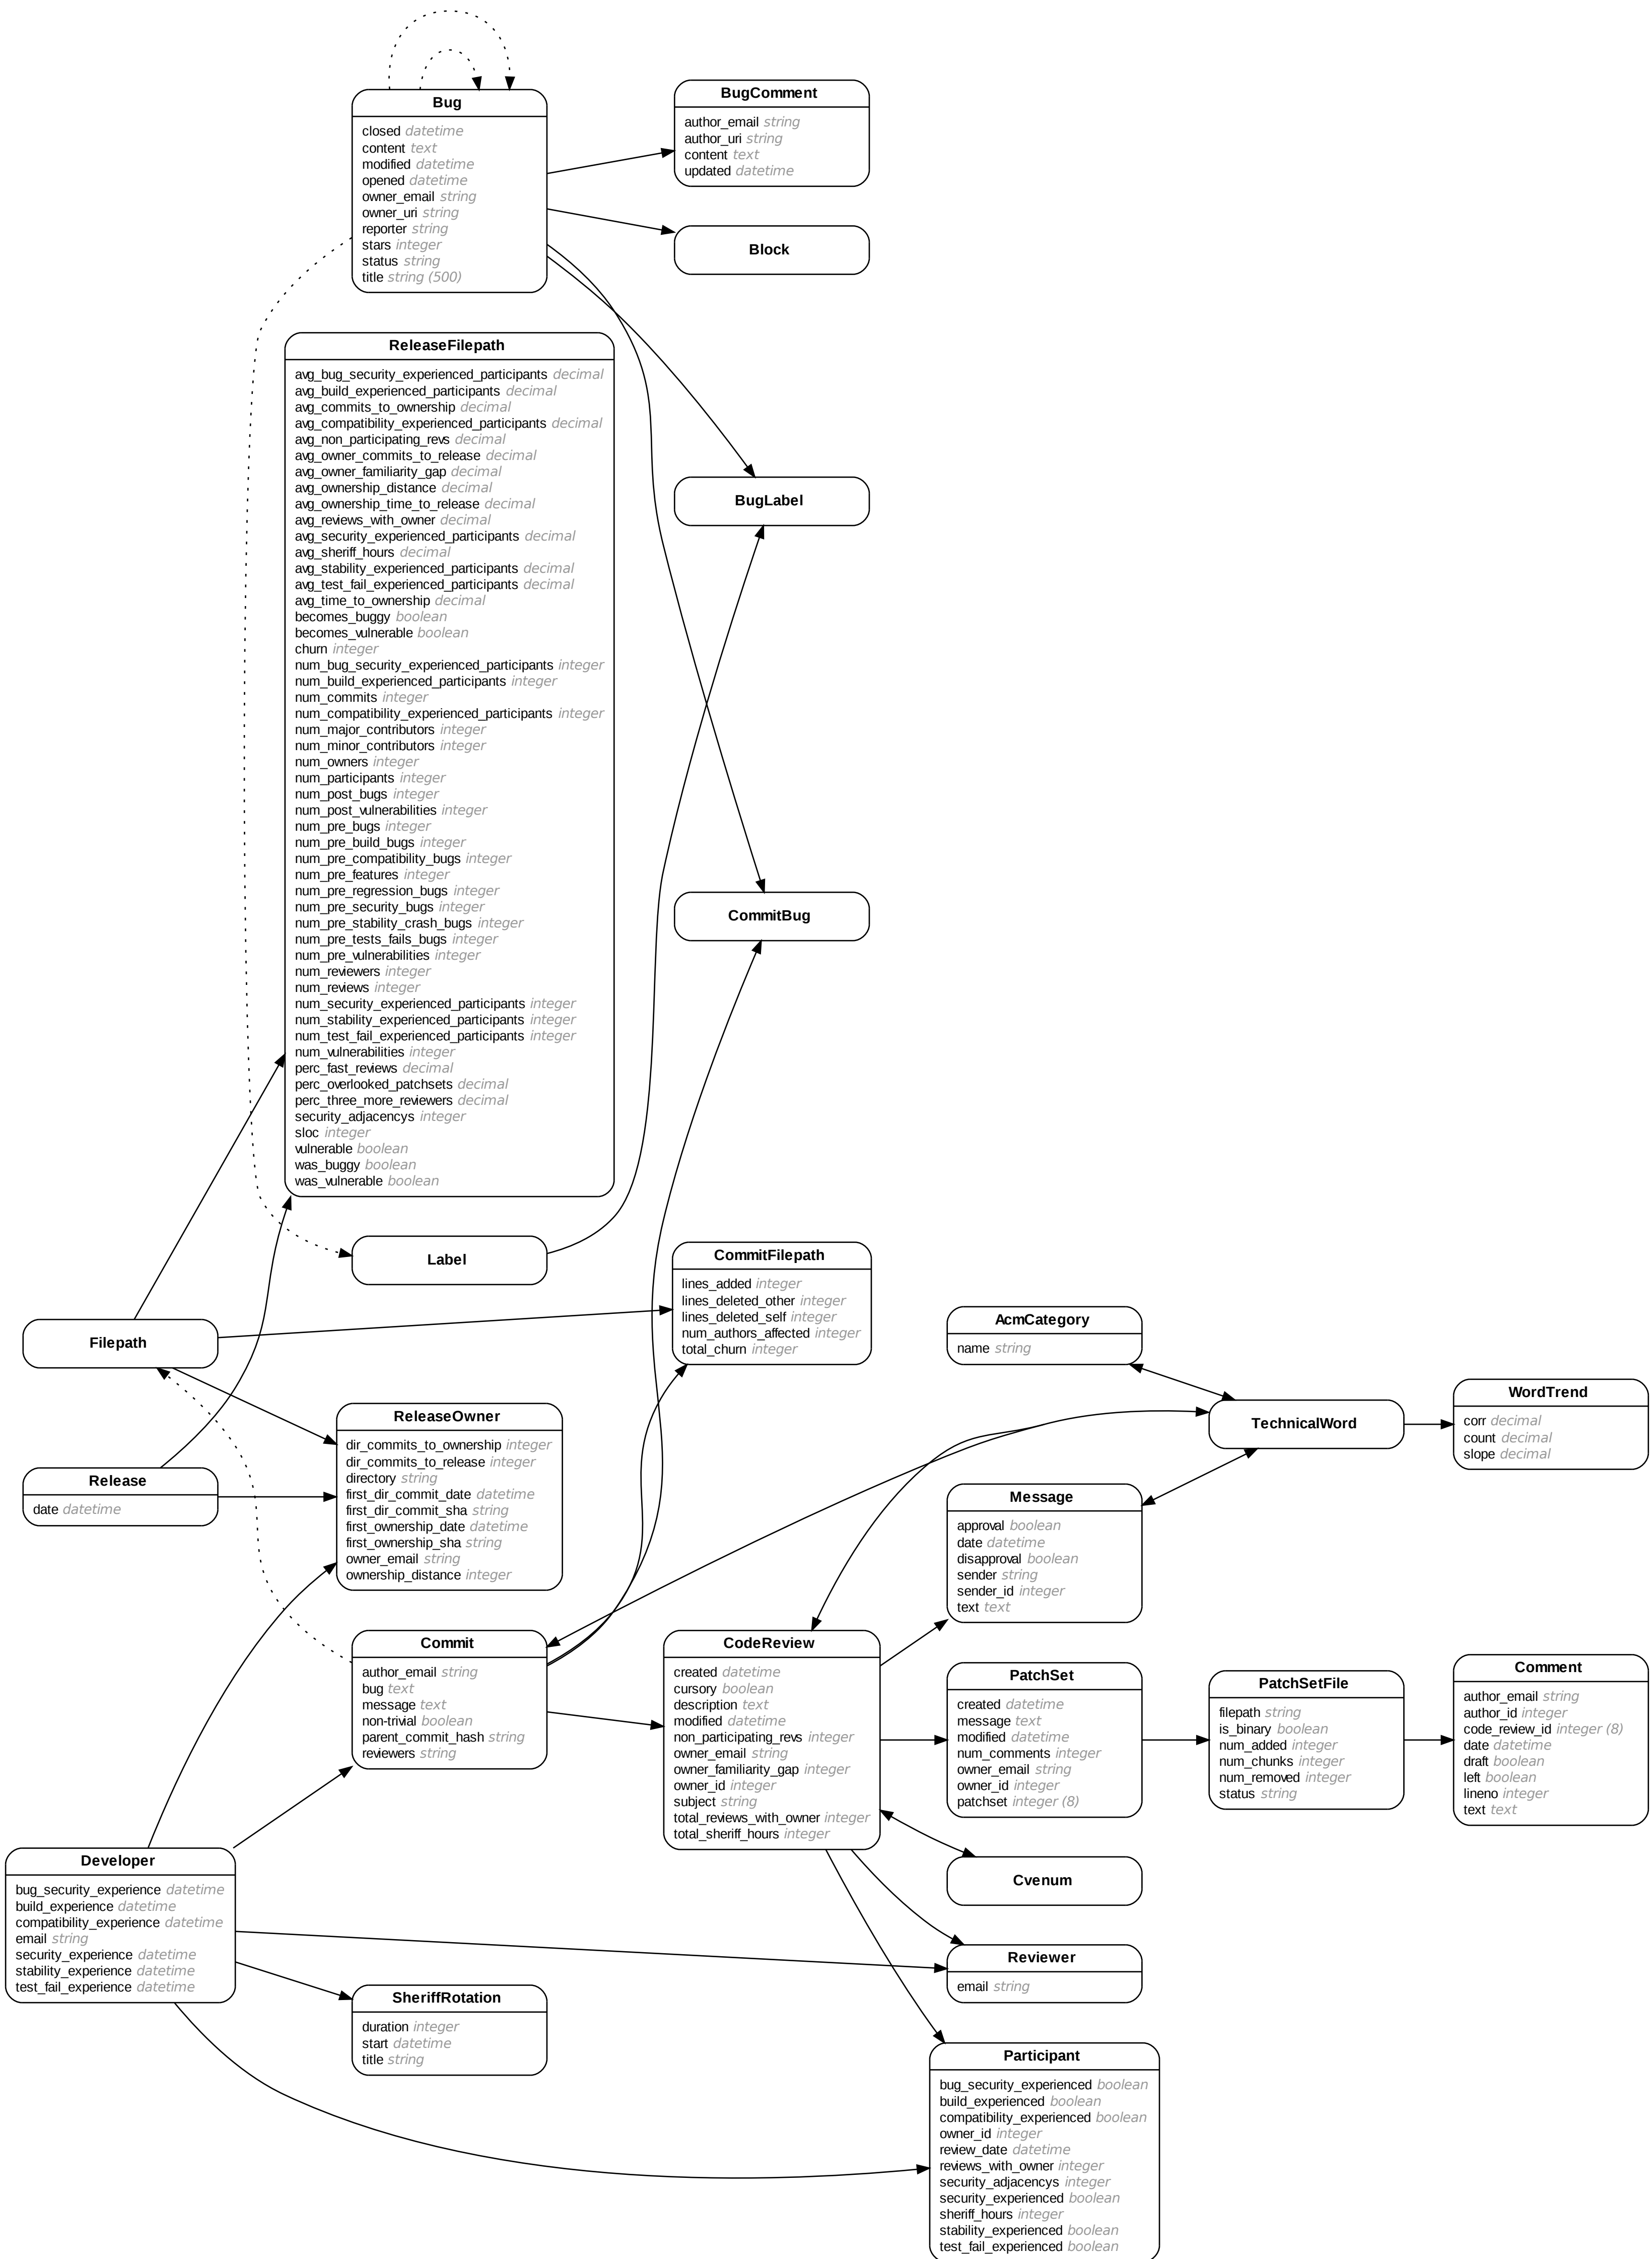 Bug
closed datetime
content text
modified datetime
opened datetime
owner_email string
owner_uri string
reporter string
stars integer
status string
title string (500)
BugComment
author_email string
author_uri string
content text
updated datetime
Block
ReleaseFilepath
avg_bug_security_experienced_participants decimal
avg_build_experienced_participants decimal
avg_commits_to_ownership decimal
avg_compatibility_experienced_participants decimal
avg_non_participating_revs decimal
avg_owner_commits_to_release decimal
avg_owner_familiarity_gap decimal
avg_ownership_distance decimal
avg_ownership_time_to_release decimal
avg_reviews_with_owner decimal
avg_security_experienced_participants decimal
avg_sheriff_hours decimal
avg_stability_experienced_participants decimal
avg_test_fail_experienced_participants decimal
avg_time_to_ownership decimal
becomes_buggy boolean
becomes_vulnerable boolean
churn integer
num_bug_security_experienced_participants integer
num_build_experienced_participants integer
num_commits integer
num_compatibility_experienced_participants integer
num_major_contributors integer
num_minor_contributors integer
num_owners integer
num_participants integer
num_post_bugs integer
num_post_vulnerabilities integer
num_pre_bugs integer
num_pre_build_bugs integer
num_pre_compatibility_bugs integer
num_pre_features integer
num_pre_regression_bugs integer
num_pre_security_bugs integer
num_pre_stability_crash_bugs integer
num_pre_tests_fails_bugs integer
num_pre_vulnerabilities integer
num_reviewers integer
num_reviews integer
num_security_experienced_participants integer
num_stability_experienced_participants integer
num_test_fail_experienced_participants integer
num_vulnerabilities integer
perc_fast_reviews decimal
perc_overlooked_patchsets decimal
perc_three_more_reviewers decimal
security_adjacencys integer
sloc integer
vulnerable boolean
was_buggy boolean
was_vulnerable boolean
BugLabel
CommitBug
Label
CommitFilepath
lines_added integer
lines_deleted_other integer
lines_deleted_self integer
num_authors_affected integer
total_churn integer
Filepath
AcmCategory
name string
TechnicalWord
WordTrend
corr decimal
count decimal
slope decimal
ReleaseOwner
dir_commits_to_ownership integer
dir_commits_to_release integer
directory string
first_dir_commit_date datetime
first_dir_commit_sha string
first_ownership_date datetime
first_ownership_sha string
owner_email string
ownership_distance integer
Release
date datetime
Message
approval boolean
date datetime
disapproval boolean
sender string
sender_id integer
text text
Commit
author_email string
bug text
message text
non-trivial boolean
parent_commit_hash string
reviewers string
CodeReview
created datetime
cursory boolean
description text
modified datetime
non_participating_revs integer
owner_email string
owner_familiarity_gap integer
owner_id integer
subject string
total_reviews_with_owner integer
total_sheriff_hours integer
PatchSet
created datetime
message text
modified datetime
num_comments integer
owner_email string
owner_id integer
patchset integer (8)
PatchSetFile
filepath string
is_binary boolean
num_added integer
num_chunks integer
num_removed integer
status string
Comment
author_email string
author_id integer
code_review_id integer (8)
date datetime
draft boolean
left boolean
lineno integer
text text
Cvenum
Developer
bug_security_experience datetime
build_experience datetime
compatibility_experience datetime
email string
security_experience datetime
stability_experience datetime
test_fail_experience datetime
Reviewer
email string
SheriffRotation
duration integer
start datetime
title string
Participant
bug_security_experienced boolean
build_experienced boolean
compatibility_experienced boolean
owner_id integer
review_date datetime
reviews_with_owner integer
security_adjacencys integer
security_experienced boolean
sheriff_hours integer
stability_experienced boolean
test_fail_experienced boolean